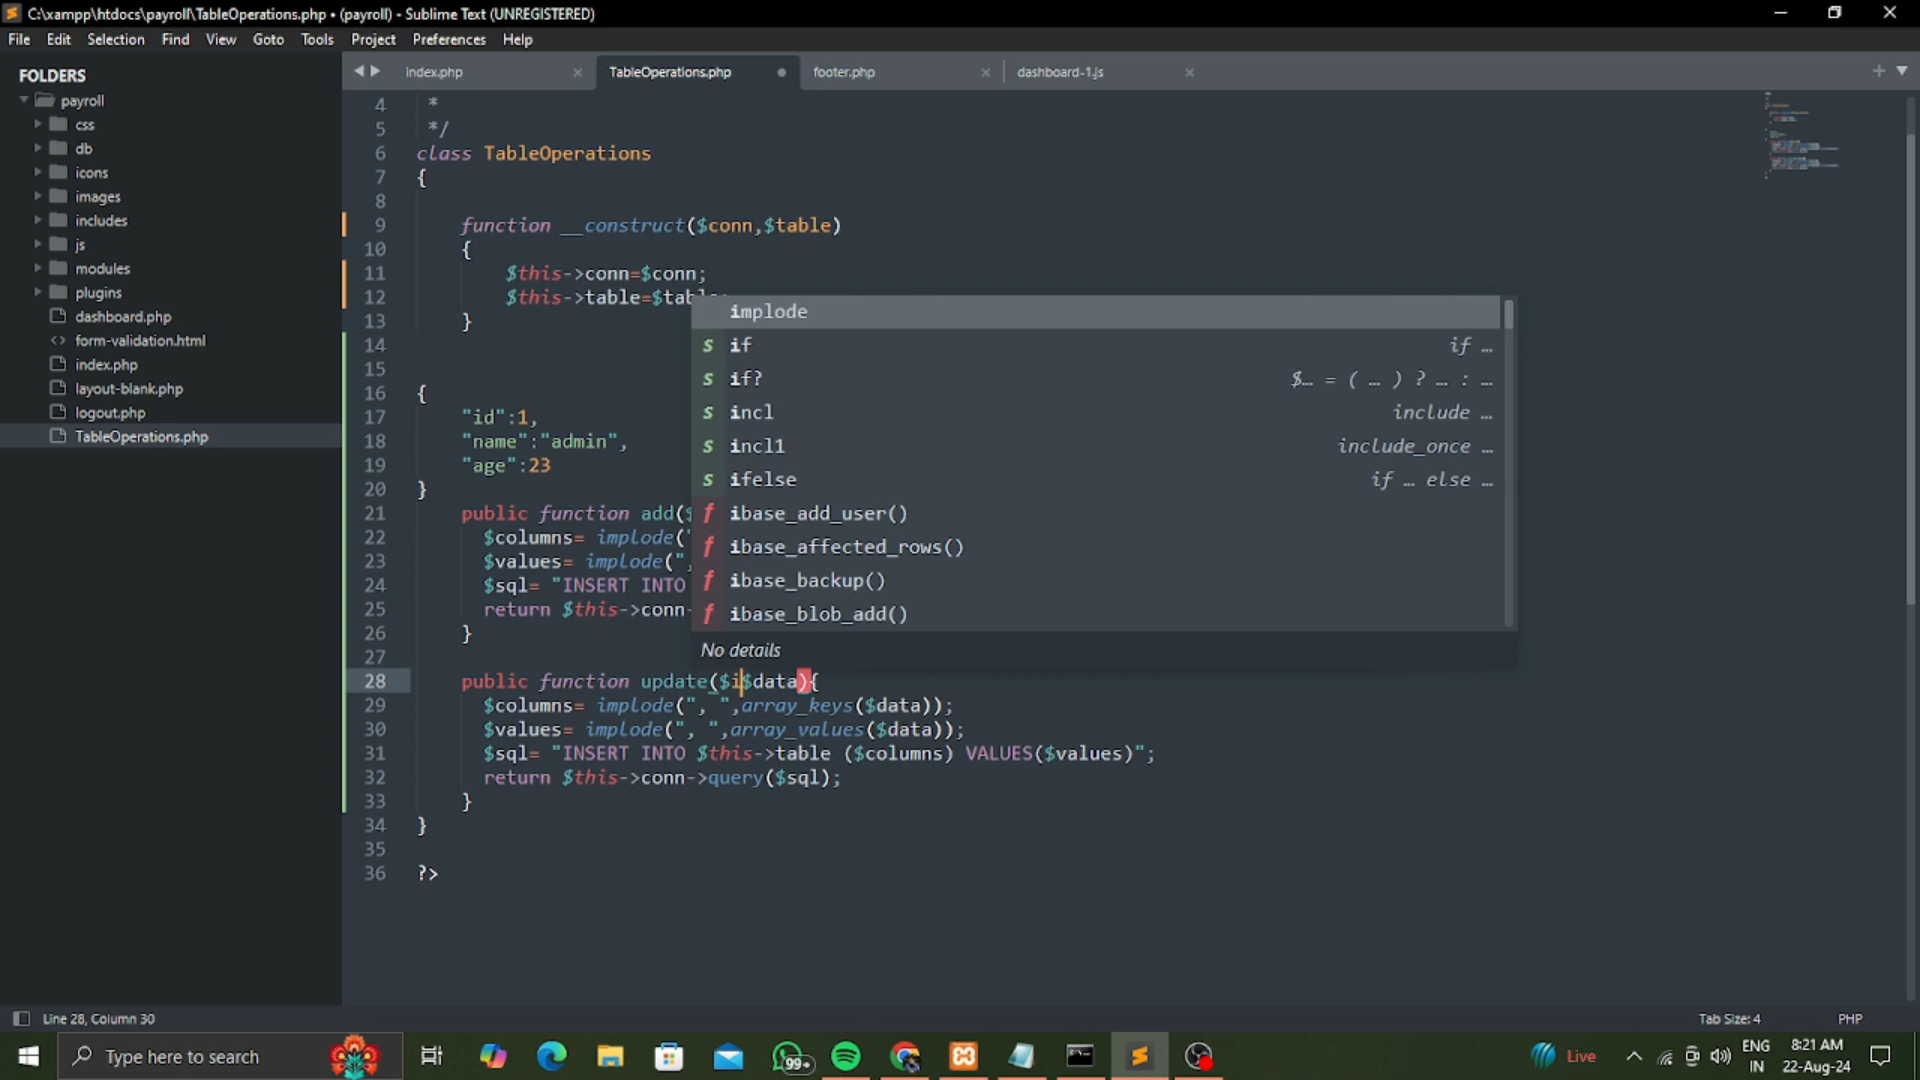 C:\xampp\htdocs\payroll\TableOperations.php • (payroll) - Sublime Text (UNREGISTERED)
File Edit Selection Find View Goto Tools Project Preferences Help
FOLDERS
payroll
css
db
icons
images
includes
js
modules
plugins
dashboard.php
form-validation.html
index.php
layout-blank.php
logout.php
TableOperations.php
index.php TableOperations.php footer.php dashboard-1.js
4 *
5 */
6 class TableOperations
7 {
8
9 function __construct($conn,$table)
10 {
11 $this->conn=$conn;
12 $this->table=$table;
13 }
14
15
16 {
17 "id":1,
18 "name":"admin",
19 "age":23
20 }
21 public function add($
22 $columns= implode("
23 $values= implode(",
24 $sql= "INSERT INTO
25 return $this->conn-
26 }
27
28 public function update($i$data){
29 $columns= implode(", ",array_keys($data));
30 $values= implode(", ",array_values($data));
31 $sql= "INSERT INTO $this->table ($columns) VALUES($values)";
32 return $this->conn->query($sql);
33 }
34 }
35
36 ?>
implode
s if if …
s if? $… = ( … ) ? … : …
s incl include …
s incl1 include_once …
s ifelse if … else …
f ibase_add_user()
f ibase_affected_rows()
f ibase_backup()
f ibase_blob_add()
No details
Line 28, Column 30 Tab Size: 4 PHP
Type here to search
99+
Live
ENG
IN
8:21 AM
22-Aug-24